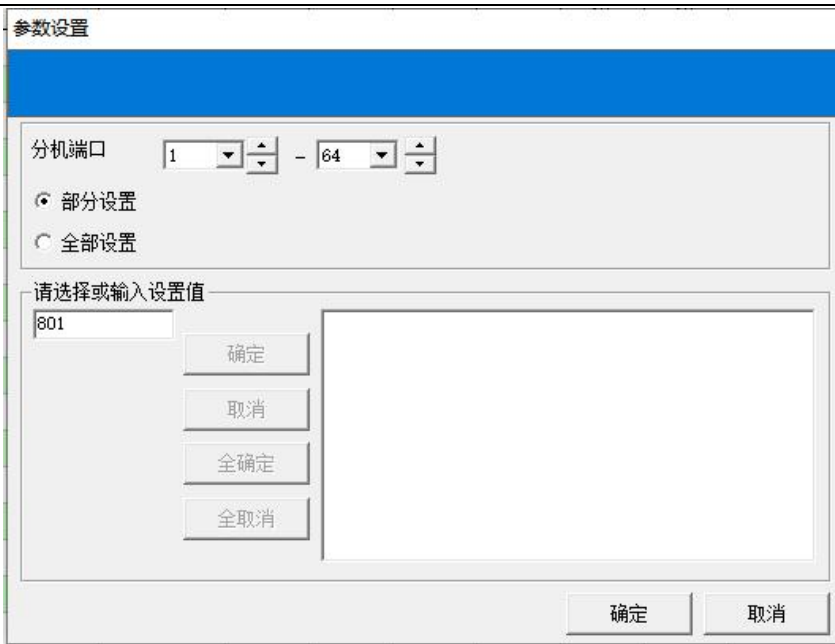 参数设置
分机端口 1 - 64
部分设置
全部设置
请选择或输入设置值
801
确定
取消
全确定
全取消
确定 取消